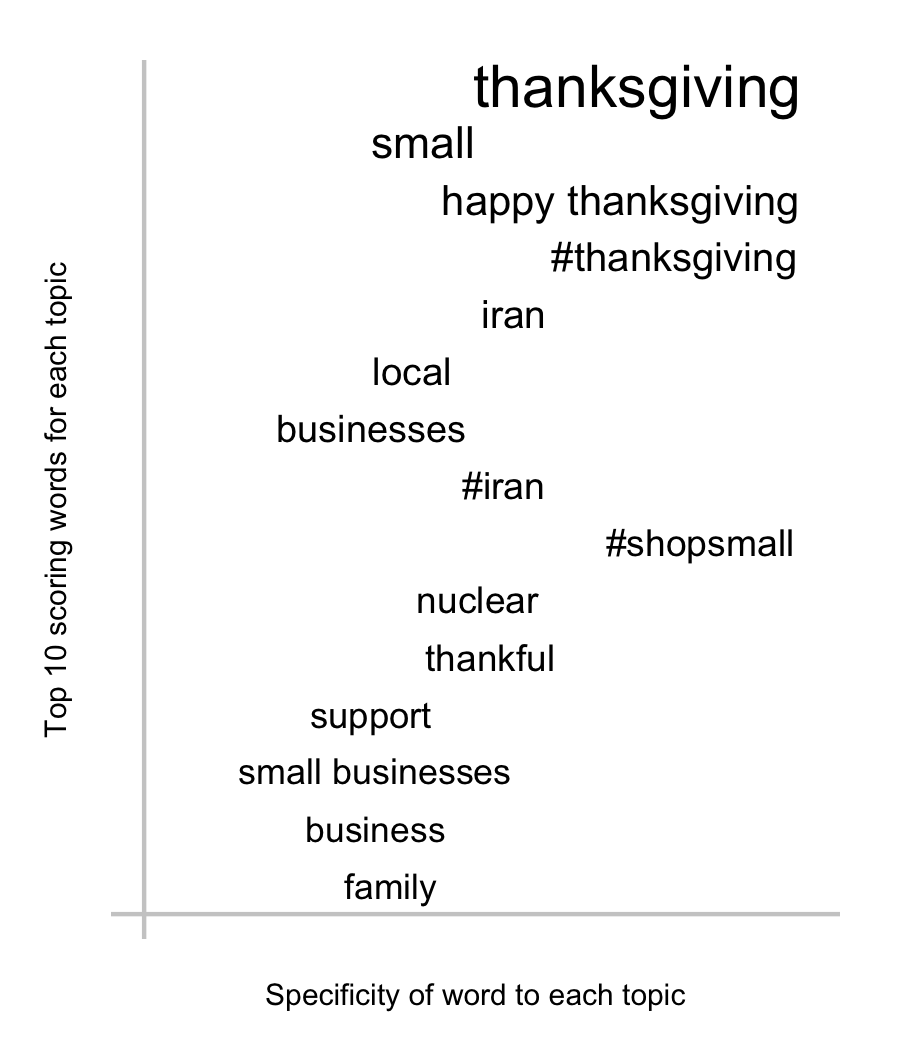 thanksgiving
small
happy thanksgiving
#thanksgiving
iran
local
businesses
#iran
#shopsmall
nuclear
thankful
support
small businesses
business
family
Top 10 scoring words for each topic
Specificity of word to each topic